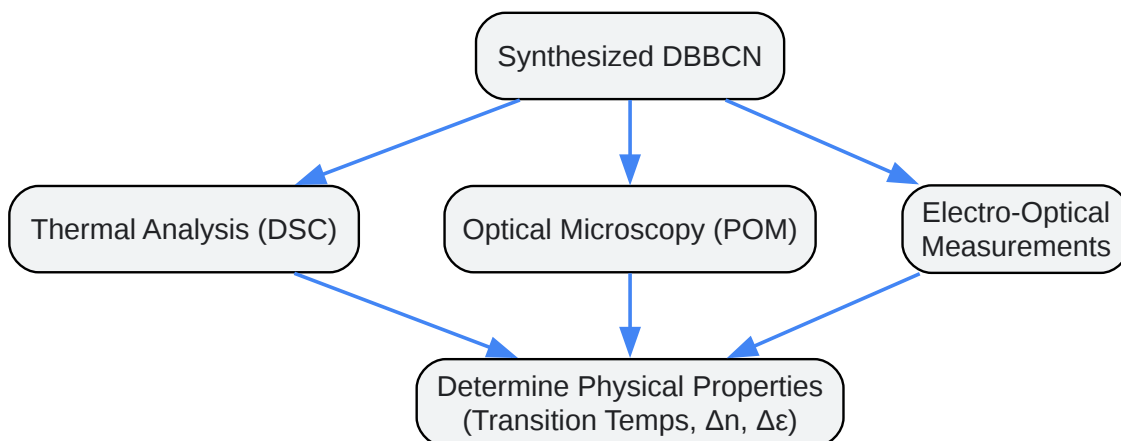 Synthesized DBBCN
Thermal Analysis (DSC)
Optical Microscopy (POM)
Electro-Optical
Measurements
Determine Physical Properties
(Transition Temps, Δn, Δε)